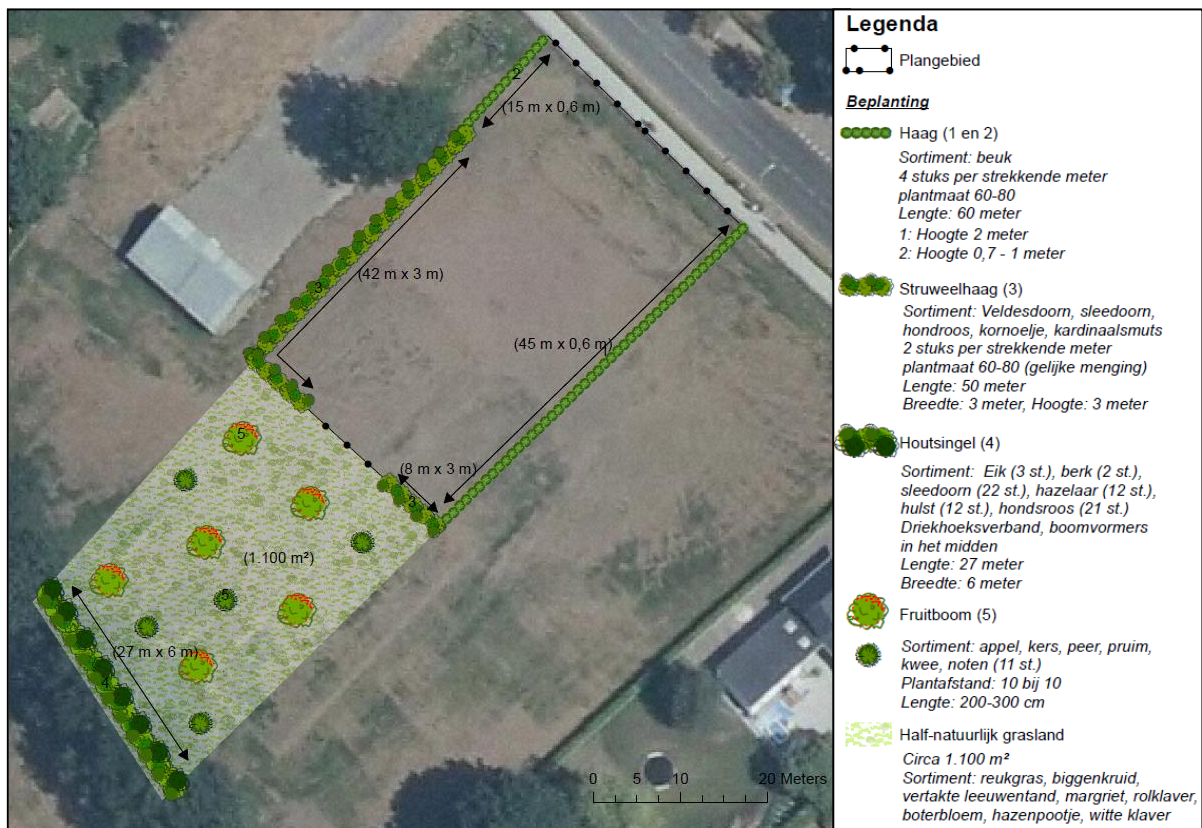 2
(15 m x 0,6 m)
(42 m x 3 m)
3
(45 m x 0,6 m)
(8 m x 3 m)
3
5
(1.100 m²)
5
(27 m x 6 m)
4
0 5 10 20 Meters
Legenda
Plangebied
Beplanting
Haag (1 en 2)
Sortiment: beuk
4 stuks per strekkende meter
plantmaat 60-80
Lengte: 60 meter
1: Hoogte 2 meter
2: Hoogte 0,7 - 1 meter
Struweelhaag (3)
Sortiment: Veldesdoorn, sleedoorn,
hondroos, kornoelje, kardinaalsmuts
2 stuks per strekkende meter
plantmaat 60-80 (gelijke menging)
Lengte: 50 meter
Breedte: 3 meter, Hoogte: 3 meter
Houtsingel (4)
Sortiment: Eik (3 st.), berk (2 st.),
sleedoorn (22 st.), hazelaar (12 st.),
hulst (12 st.), hondsroos (21 st.)
Driekhoeksverband, boomvormers
in het midden
Lengte: 27 meter
Breedte: 6 meter
Fruitboom (5)
Sortiment: appel, kers, peer, pruim,
kwee, noten (11 st.)
Plantafstand: 10 bij 10
Lengte: 200-300 cm
Half-natuurlijk grasland
Circa 1.100 m²
Sortiment: reukgras, biggenkruid,
vertakte leeuwentand, margriet, rolklaver,
boterbloem, hazenpootje, witte klaver